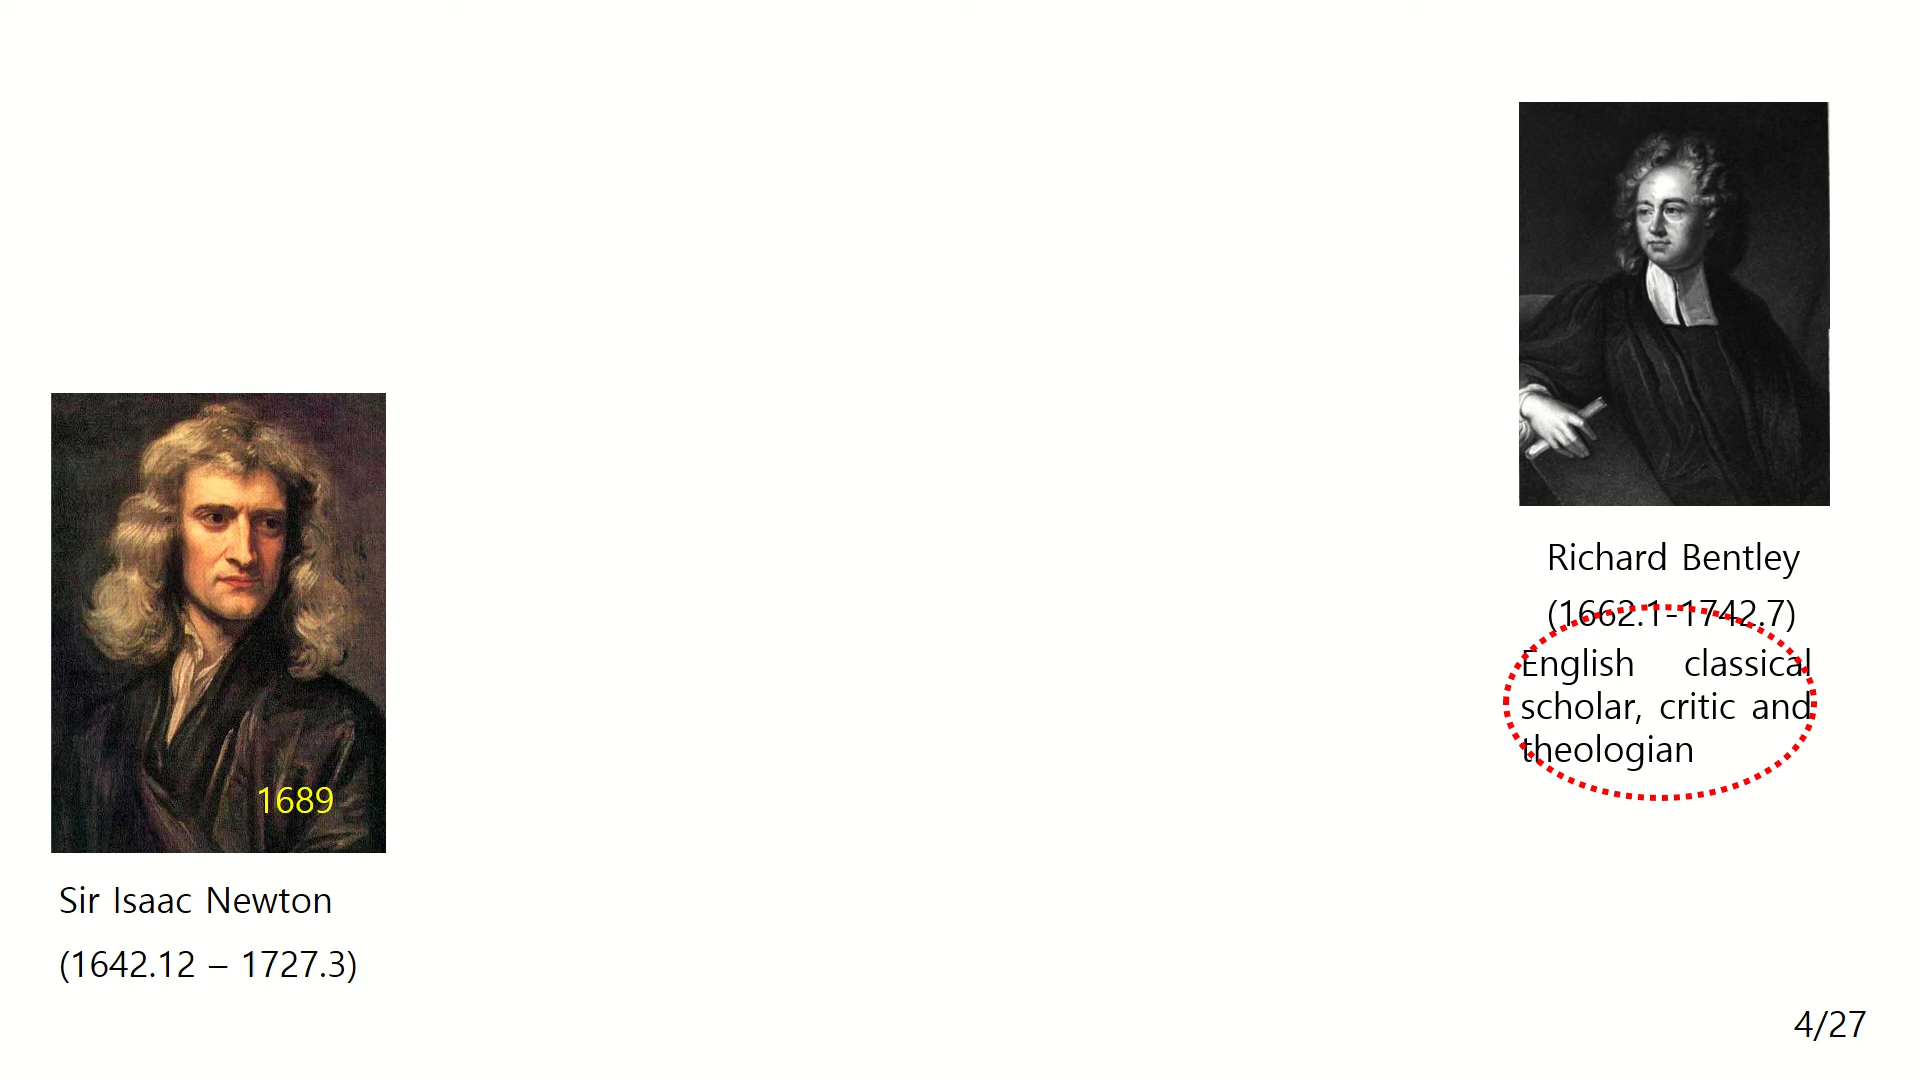 1689
Sir Isaac Newton
(1642.12 – 1727.3)
Richard Bentley
(1662.1-1742.7)
English classical
scholar, critic and
theologian
4/27